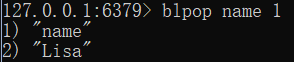 127.0.0.1:6379> blpop name 1
1) "name"
2) "Lisa"